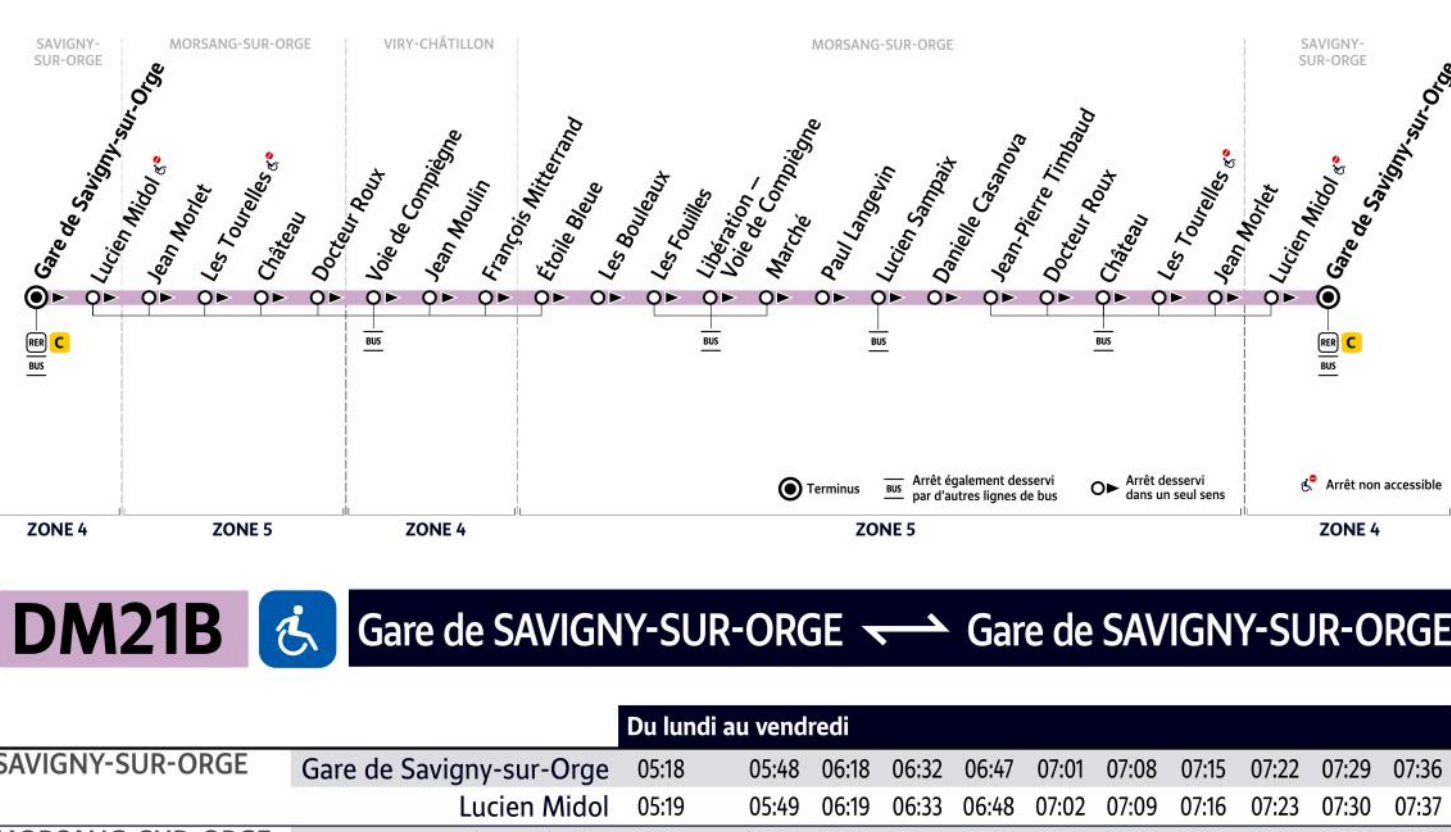 SAVIGNY-
SUR-ORGE
MORSANG-SUR-ORGE
VIRY-CHÂTILLON
MORSANG-SUR-ORGE
SAVIGNY-
SUR-ORGE
Gare de Savigny-sur-Orge
Lucien Midol
Jean Morlet
Les Tourelles
Château
Docteur Roux
Voie de Compiègne
Jean Moulin
François Mitterrand
Étoile Bleue
Les Bouleaux
Les Fouilles
Libération –
Voie de Compiègne
Marché
Paul Langevin
Lucien Sampaix
Danielle Casanova
Jean-Pierre Timbaud
Docteur Roux
Château
Les Tourelles
Jean Morlet
Lucien Midol
Gare de Savigny-sur-Orge
RER C
BUS
BUS
BUS
BUS
BUS
RER C
BUS
Terminus
BUS
Arrêt également desservi
par d'autres lignes de bus
Arrêt desservi
dans un seul sens
Arrêt non accessible
ZONE 4
ZONE 5
ZONE 4
ZONE 5
ZONE 4
DM21B
Gare de SAVIGNY-SUR-ORGE
Gare de SAVIGNY-SUR-ORGE
Du lundi au vendredi
SAVIGNY-SUR-ORGE
Gare de Savigny-sur-Orge 05:18 05:48 06:18 06:32 06:47 07:01 07:08 07:15 07:22 07:29 07:36
Lucien Midol 05:19 05:49 06:19 06:33 06:48 07:02 07:09 07:16 07:23 07:30 07:37
MORSANG-SUR-ORGE